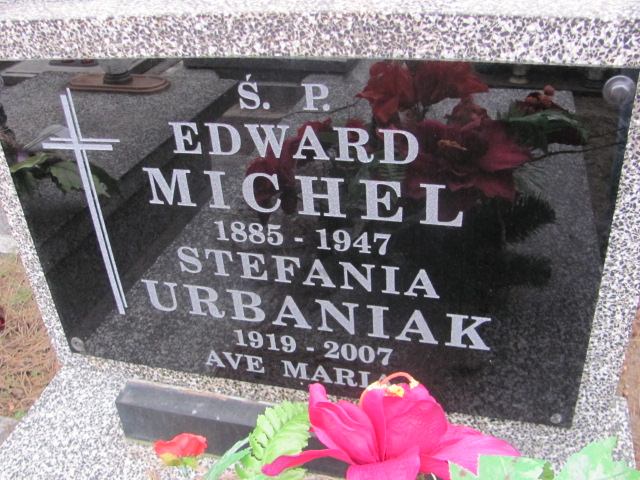 Ś. P.
EDWARD
MICHEL
1885 - 1947
STEFANIA
URBANIAK
1919 - 2007
AVE MARIA